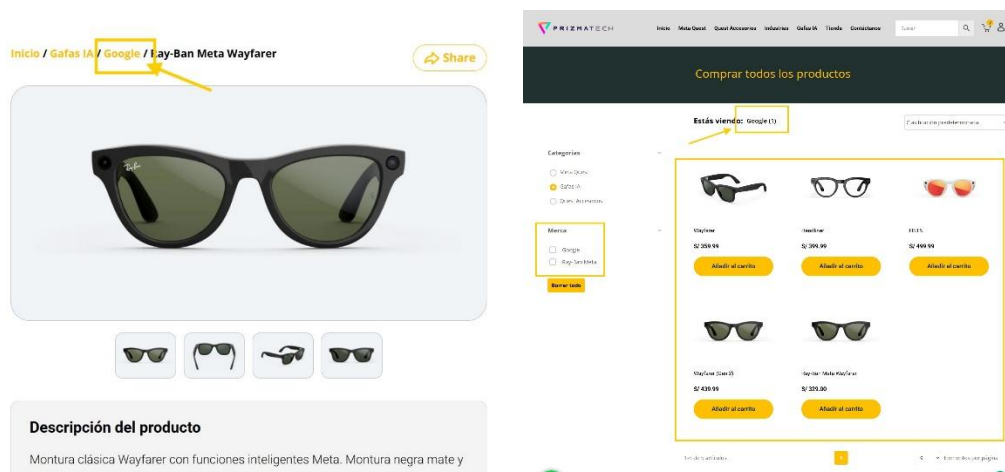 Inicio / Gafas IA / Google / Ray-Ban Meta Wayfarer
Share
Ray-Ban
Descripción del producto
Montura clásica Wayfarer con funciones inteligentes Meta. Montura negra mate y
PRIZMATECH
Inicio Meta Quest Quest Accesorios Industrias Gafas IA Tienda Contáctanos
Comprar todos los productos
Estás viendo: Google (1)
Clasificación predeterminada
Categorías
Meta Quest
Gafas IA
Quest Accesorios
Marca
Google
Ray-Ban Meta
Borrar todo
Wayfarer
Headliner
S/ 359.99
S/ 399.99
S/ 499.99
Añadir al carrito
Añadir al carrito
Añadir al carrito
Wayfarer (Gen 2)
Ray-Ban Meta Wayfarer
S/ 439.99
S/ 329.00
Añadir al carrito
Añadir al carrito